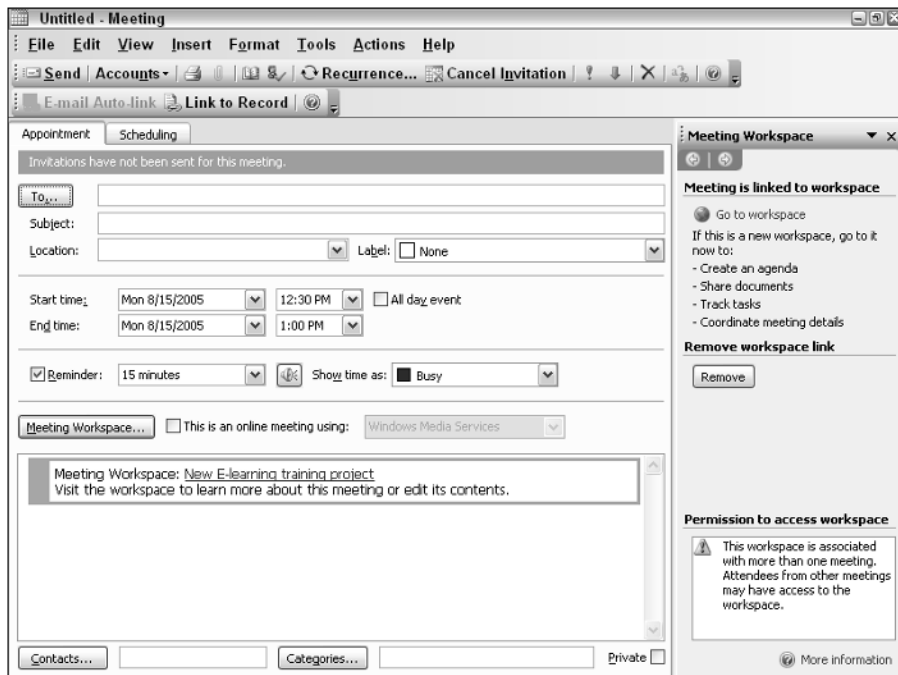 Untitled - Meeting
File Edit View Insert Format Tools Actions Help
Send Accounts Recurrence... Cancel Invitation
E-mail Auto-link Link to Record
Appointment Scheduling
Invitations have not been sent for this meeting.
To...
Subject:
Location: Label: None
Start time: Mon 8/15/2005 12:30 PM All day event
End time: Mon 8/15/2005 1:00 PM
Reminder: 15 minutes Show time as: Busy
Meeting Workspace... This is an online meeting using: Windows Media Services
Meeting Workspace: New E-learning training project
Visit the workspace to learn more about this meeting or edit its contents.
Contacts... Categories... Private
Meeting Workspace
Meeting is linked to workspace
Go to workspace
If this is a new workspace, go to it
now to:
- Create an agenda
- Share documents
- Track tasks
- Coordinate meeting details
Remove workspace link
Remove
Permission to access workspace
This workspace is associated
with more than one meeting.
Attendees from other meetings
may have access to the
workspace.
More information